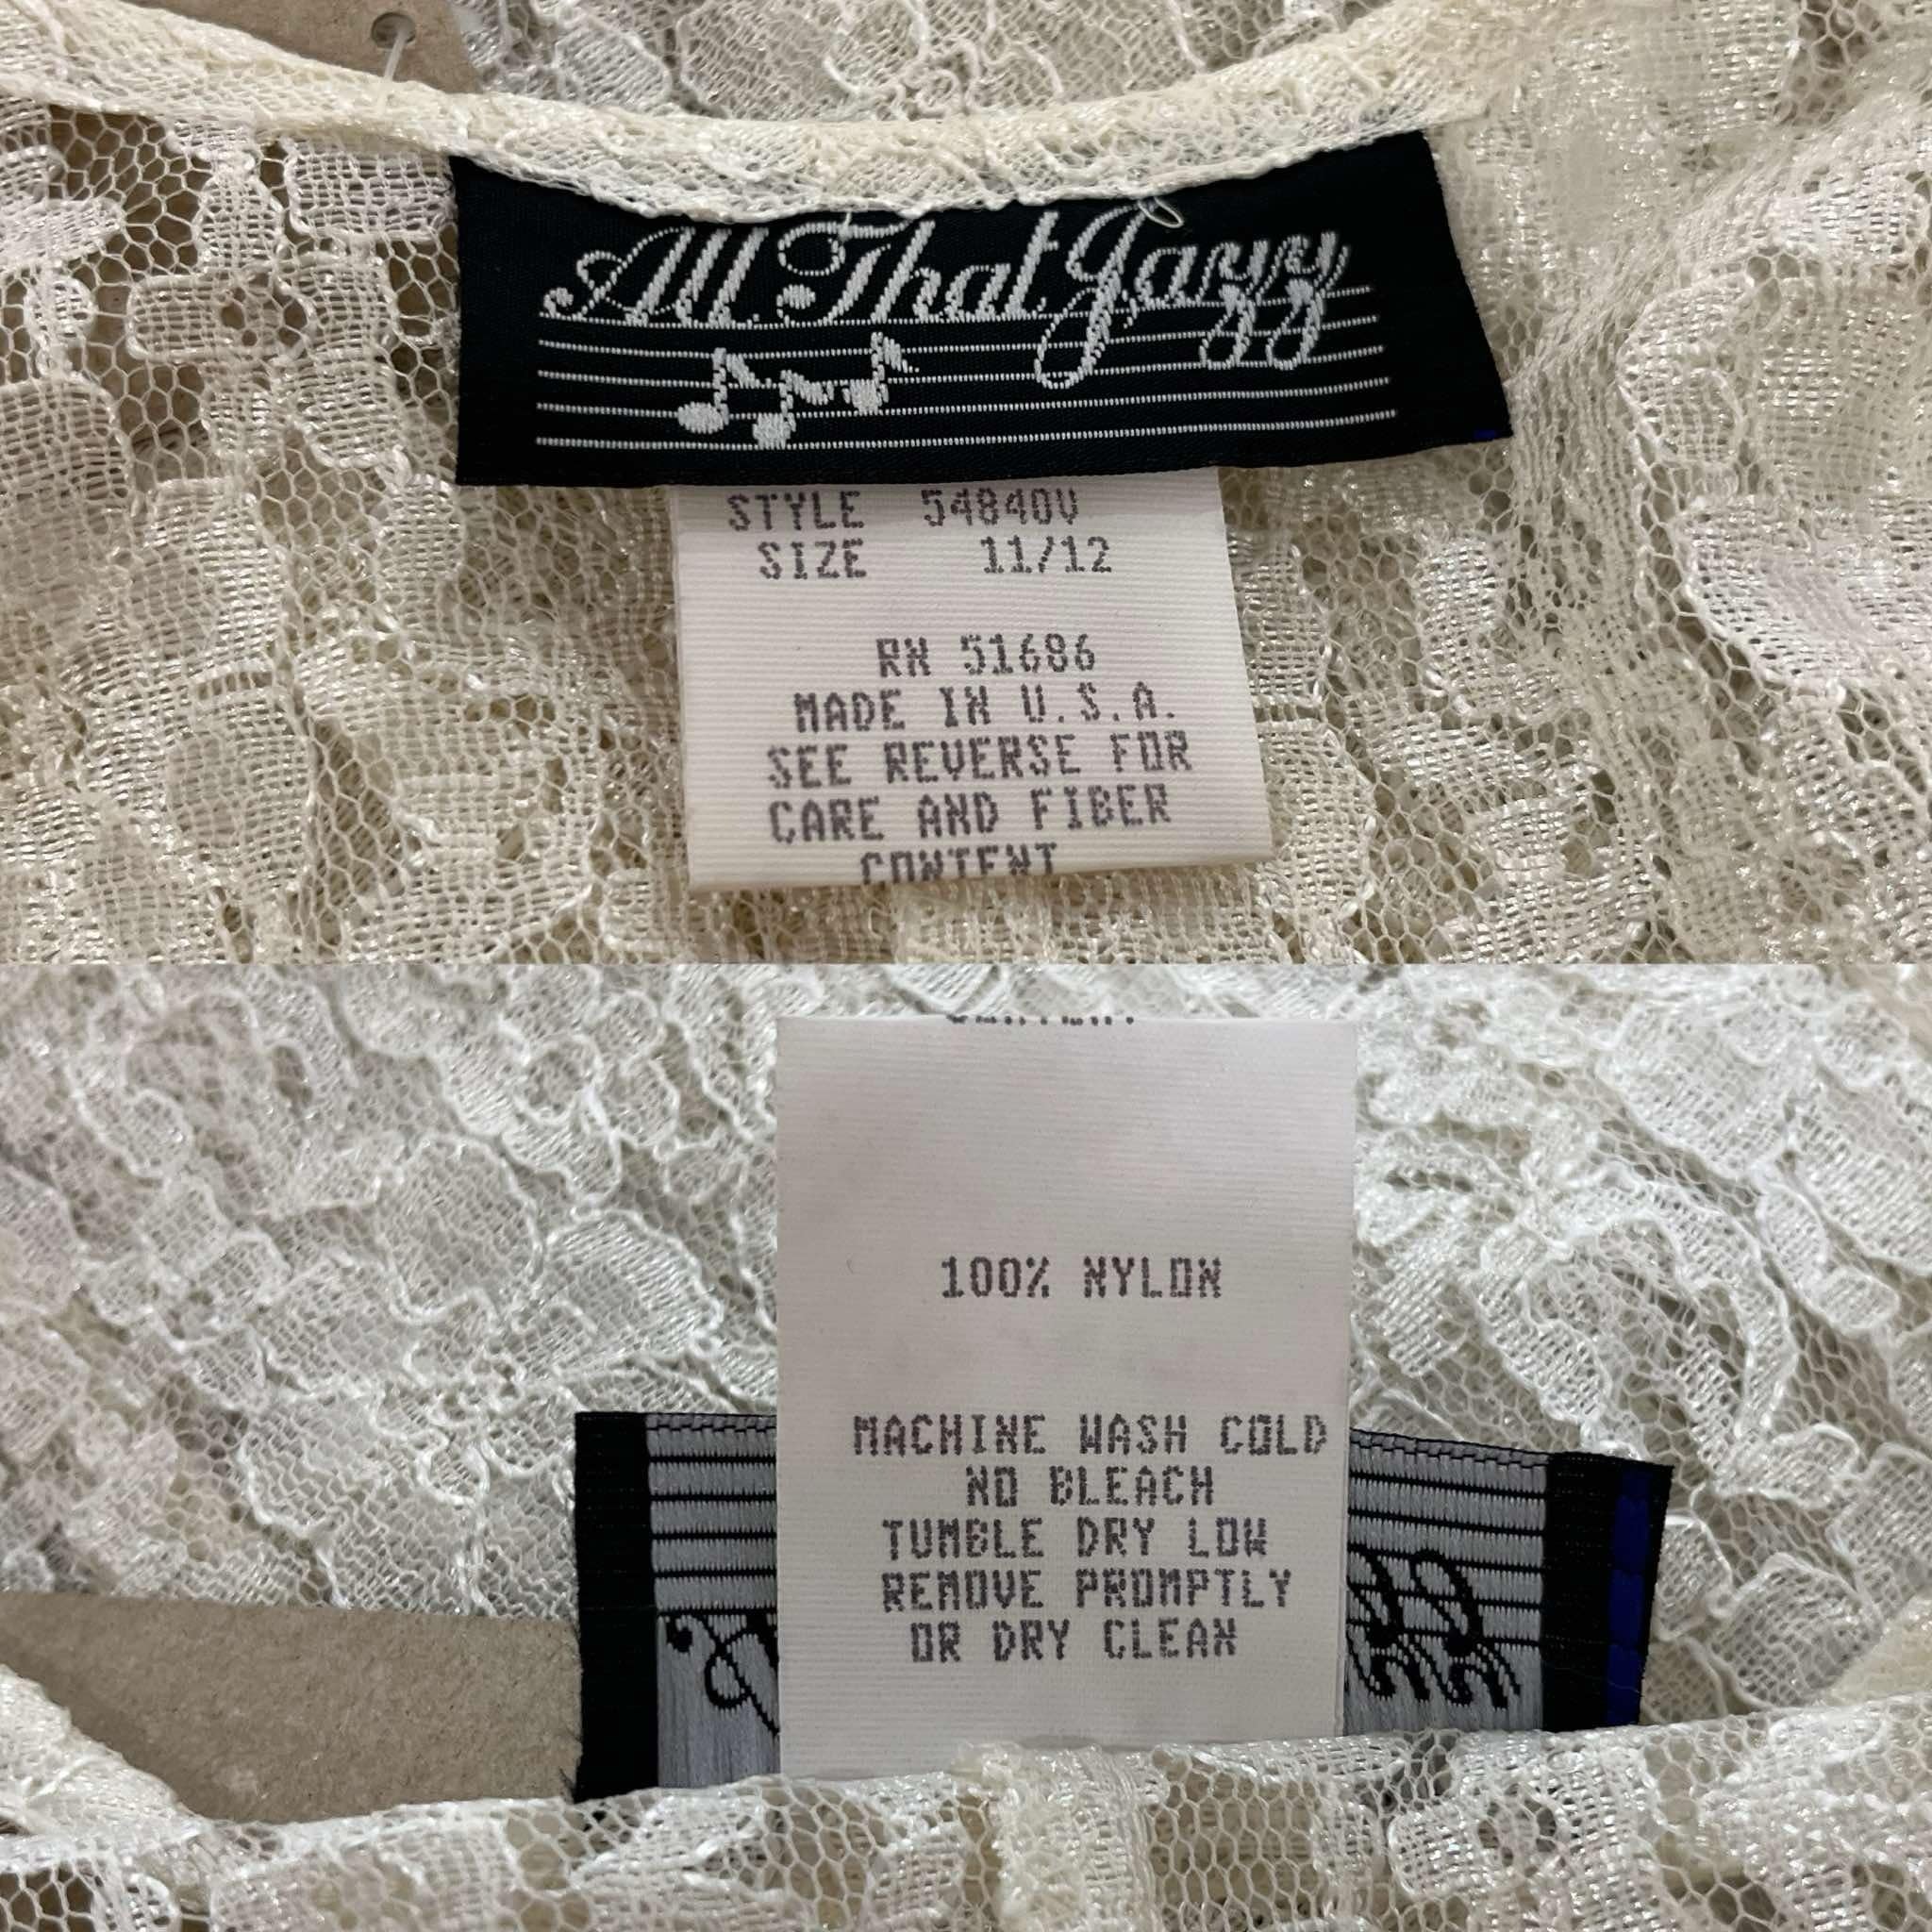 All That Jazz
STYLE 54840V
SIZE 11/12
RN 51686
MADE IN U.S.A.
SEE REVERSE FOR
CARE AND FIBER
CONTENT
100% NYLON
MACHINE WASH COLD
NO BLEACH
TUMBLE DRY LOW
REMOVE PROMPTLY
OR DRY CLEAN